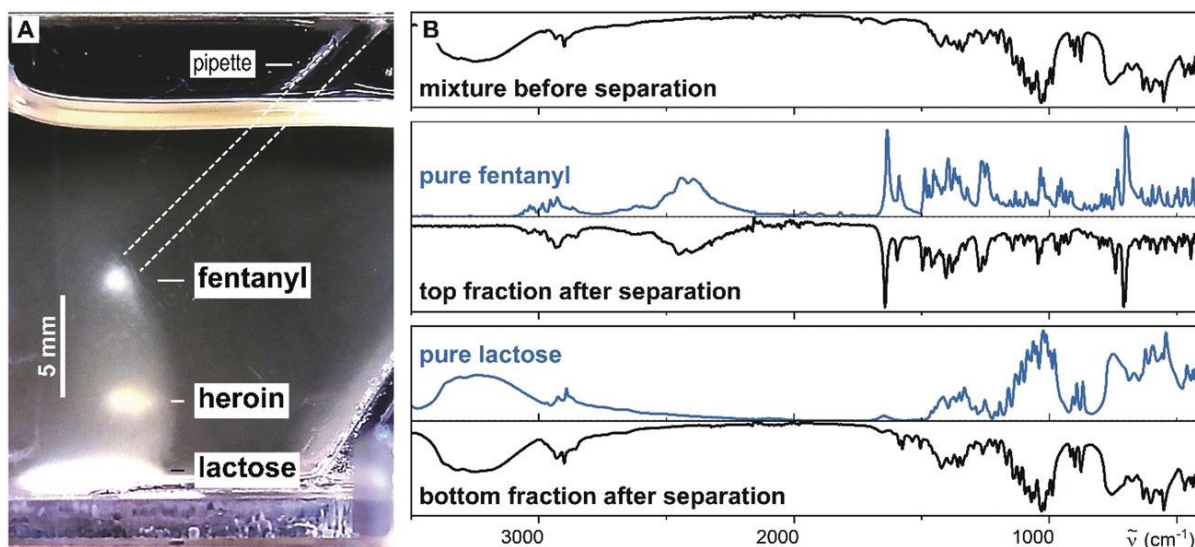 A
pipette
fentanyl
5 mm
heroin
lactose
B
mixture before separation
pure fentanyl
top fraction after separation
pure lactose
bottom fraction after separation
3000
2000
1000
ṽ (cm⁻¹)